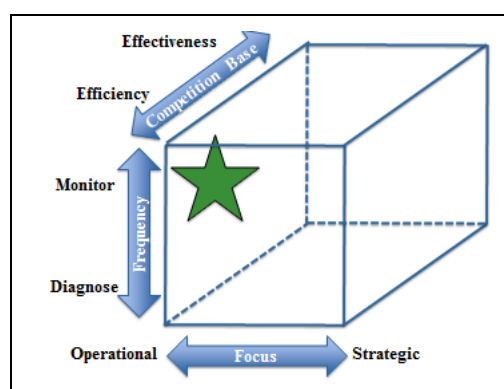 Effectiveness
Competition Base
Efficiency
Monitor
Frequency
Diagnose
Operational
Focus
Strategic